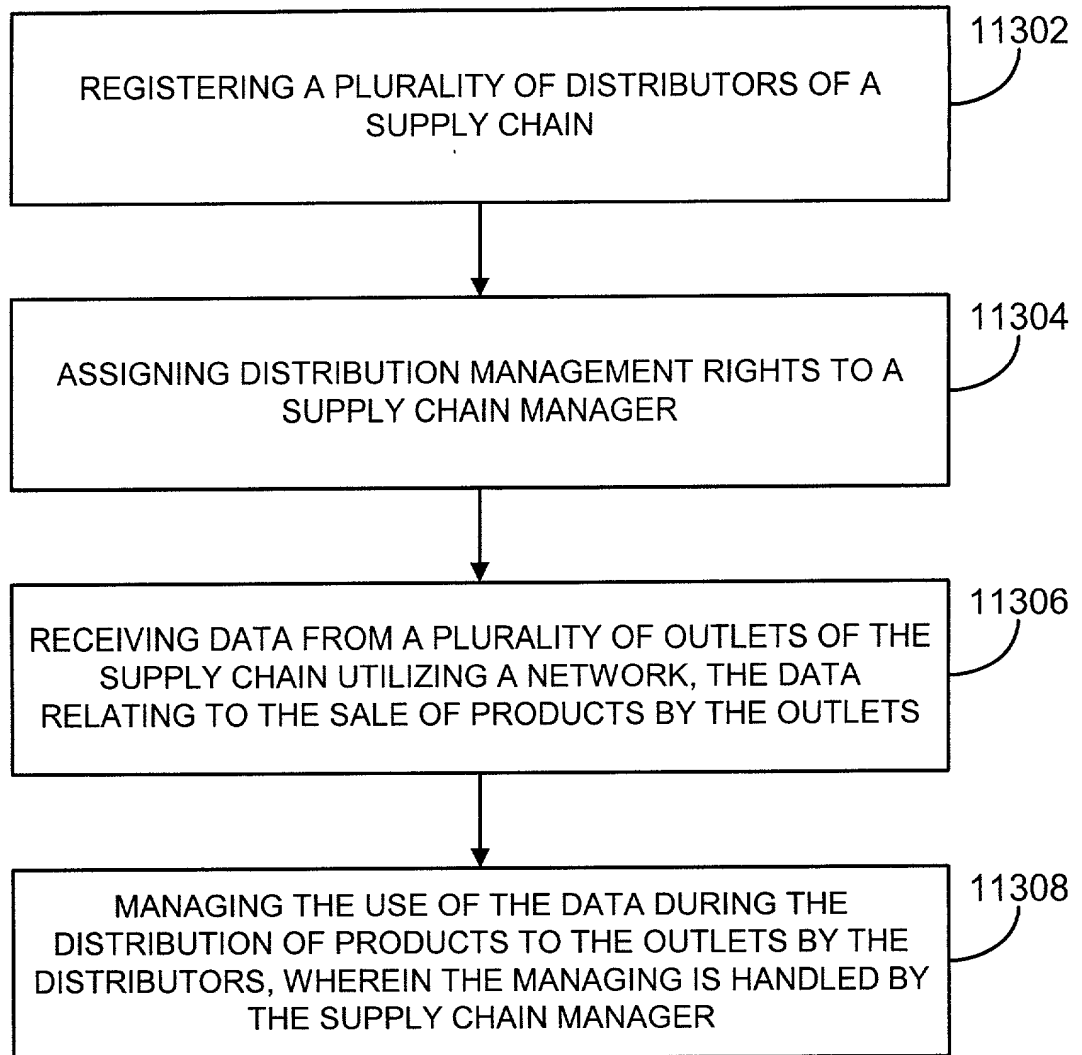 11302
REGISTERING A PLURALITY OF DISTRIBUTORS OF A
SUPPLY CHAIN
11304
ASSIGNING DISTRIBUTION MANAGEMENT RIGHTS TO A
SUPPLY CHAIN MANAGER
11306
RECEIVING DATA FROM A PLURALITY OF OUTLETS OF THE
SUPPLY CHAIN UTILIZING A NETWORK, THE DATA
RELATING TO THE SALE OF PRODUCTS BY THE OUTLETS
11308
MANAGING THE USE OF THE DATA DURING THE
DISTRIBUTION OF PRODUCTS TO THE OUTLETS BY THE
DISTRIBUTORS, WHEREIN THE MANAGING IS HANDLED BY
THE SUPPLY CHAIN MANAGER